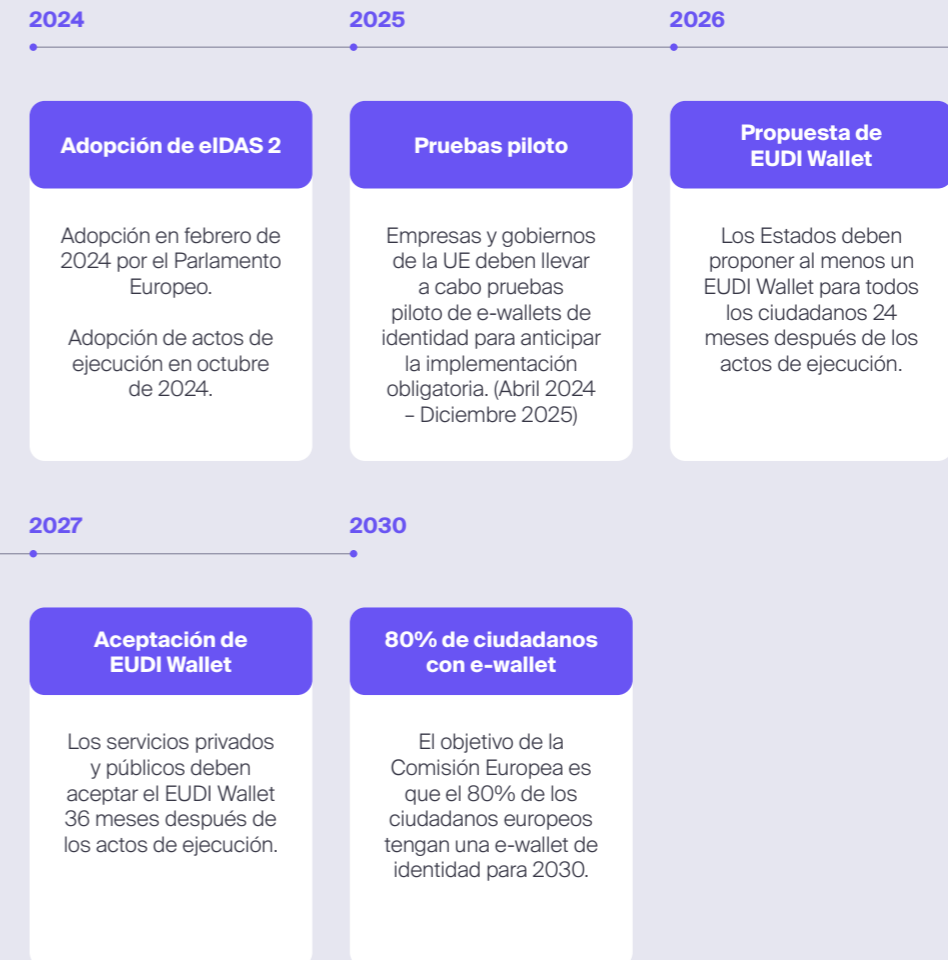 2024
2025
2026
Adopción de eIDAS 2
Adopción en febrero de
2024 por el Parlamento
Europeo.
Adopción de actos de
ejecución en octubre
de 2024.
Pruebas piloto
Empresas y gobiernos
de la UE deben llevar
a cabo pruebas
piloto de e-wallets de
identidad para anticipar
la implementación
obligatoria. (Abril 2024
– Diciembre 2025)
Propuesta de
EUDI Wallet
Los Estados deben
proponer al menos un
EUDI Wallet para todos
los ciudadanos 24
meses después de los
actos de ejecución.
2027
2030
Aceptación de
EUDI Wallet
Los servicios privados
y públicos deben
aceptar el EUDI Wallet
36 meses después de
los actos de ejecución.
80% de ciudadanos
con e-wallet
El objetivo de la
Comisión Europea es
que el 80% de los
ciudadanos europeos
tengan una e-wallet de
identidad para 2030.